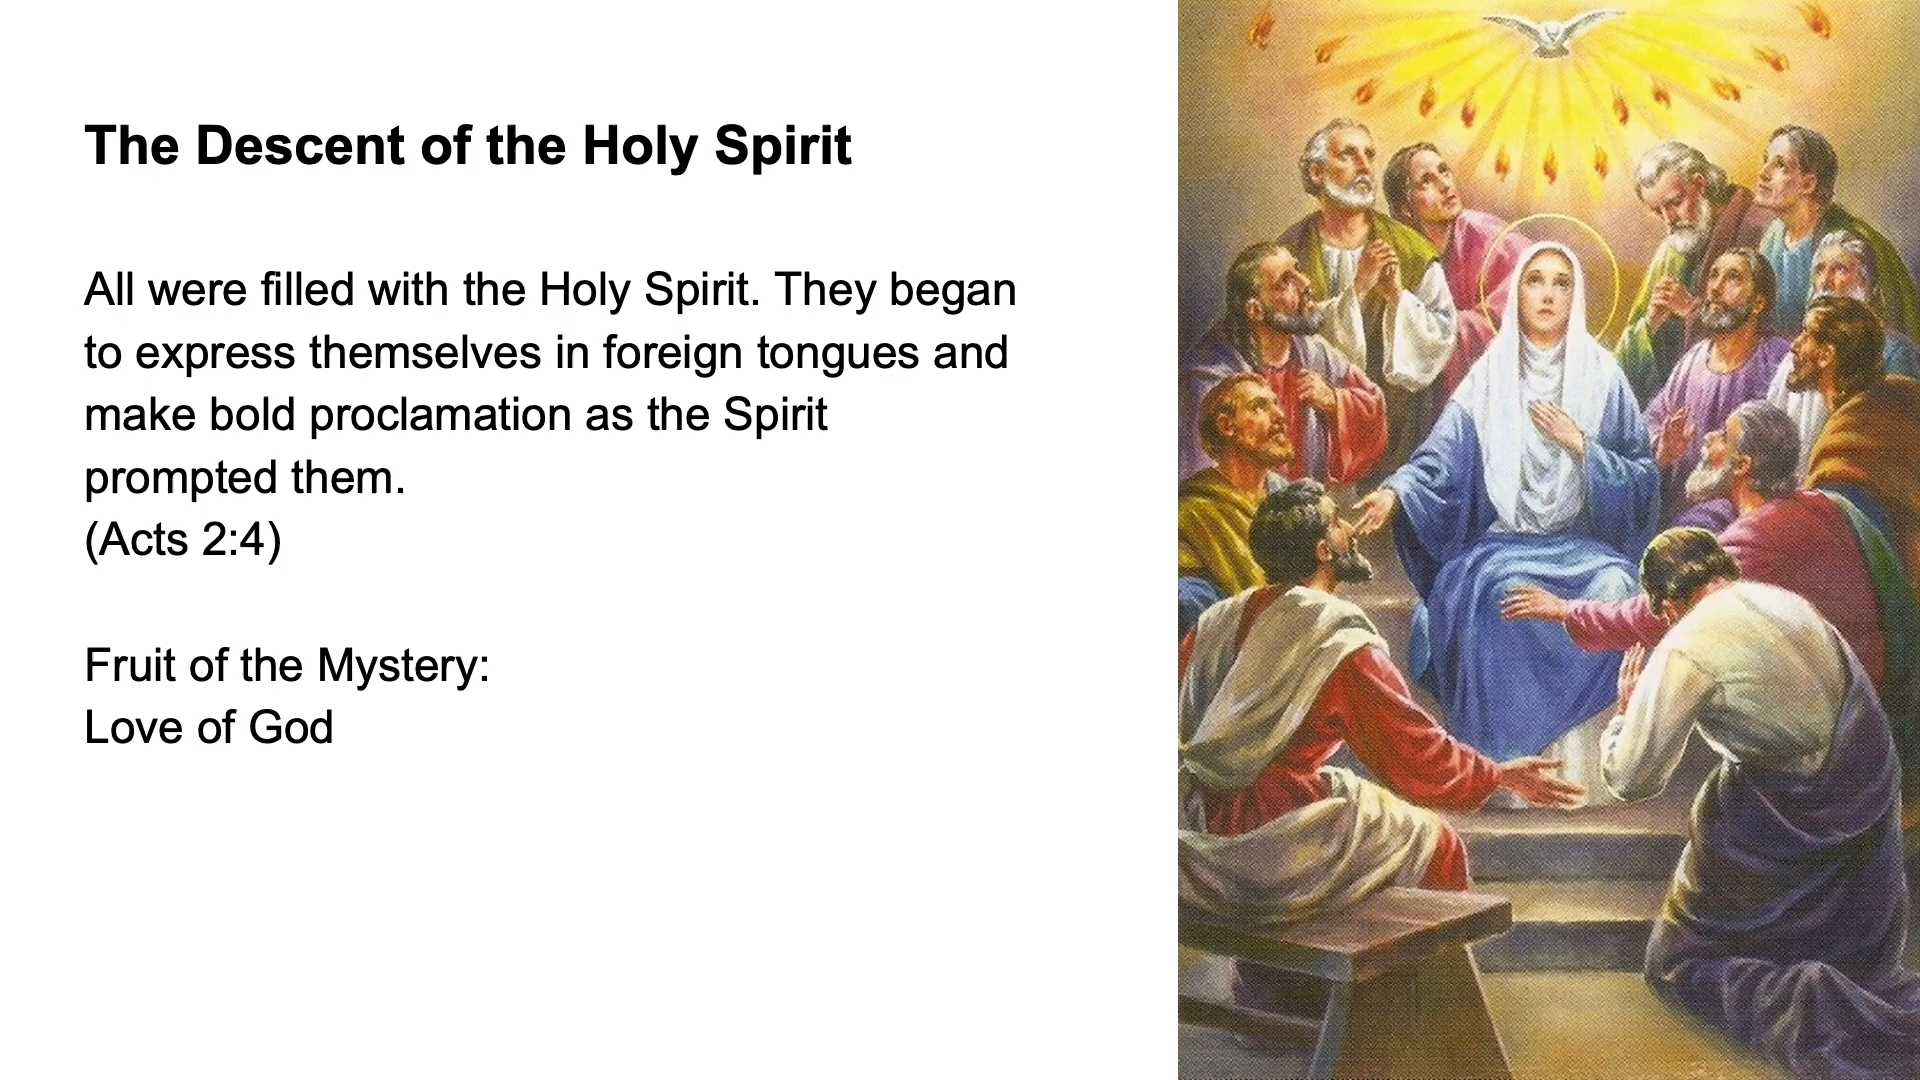 The Descent of the Holy Spirit
All were filled with the Holy Spirit. They began
to express themselves in foreign tongues and
make bold proclamation as the Spirit
prompted them.
(Acts 2:4)
Fruit of the Mystery:
Love of God